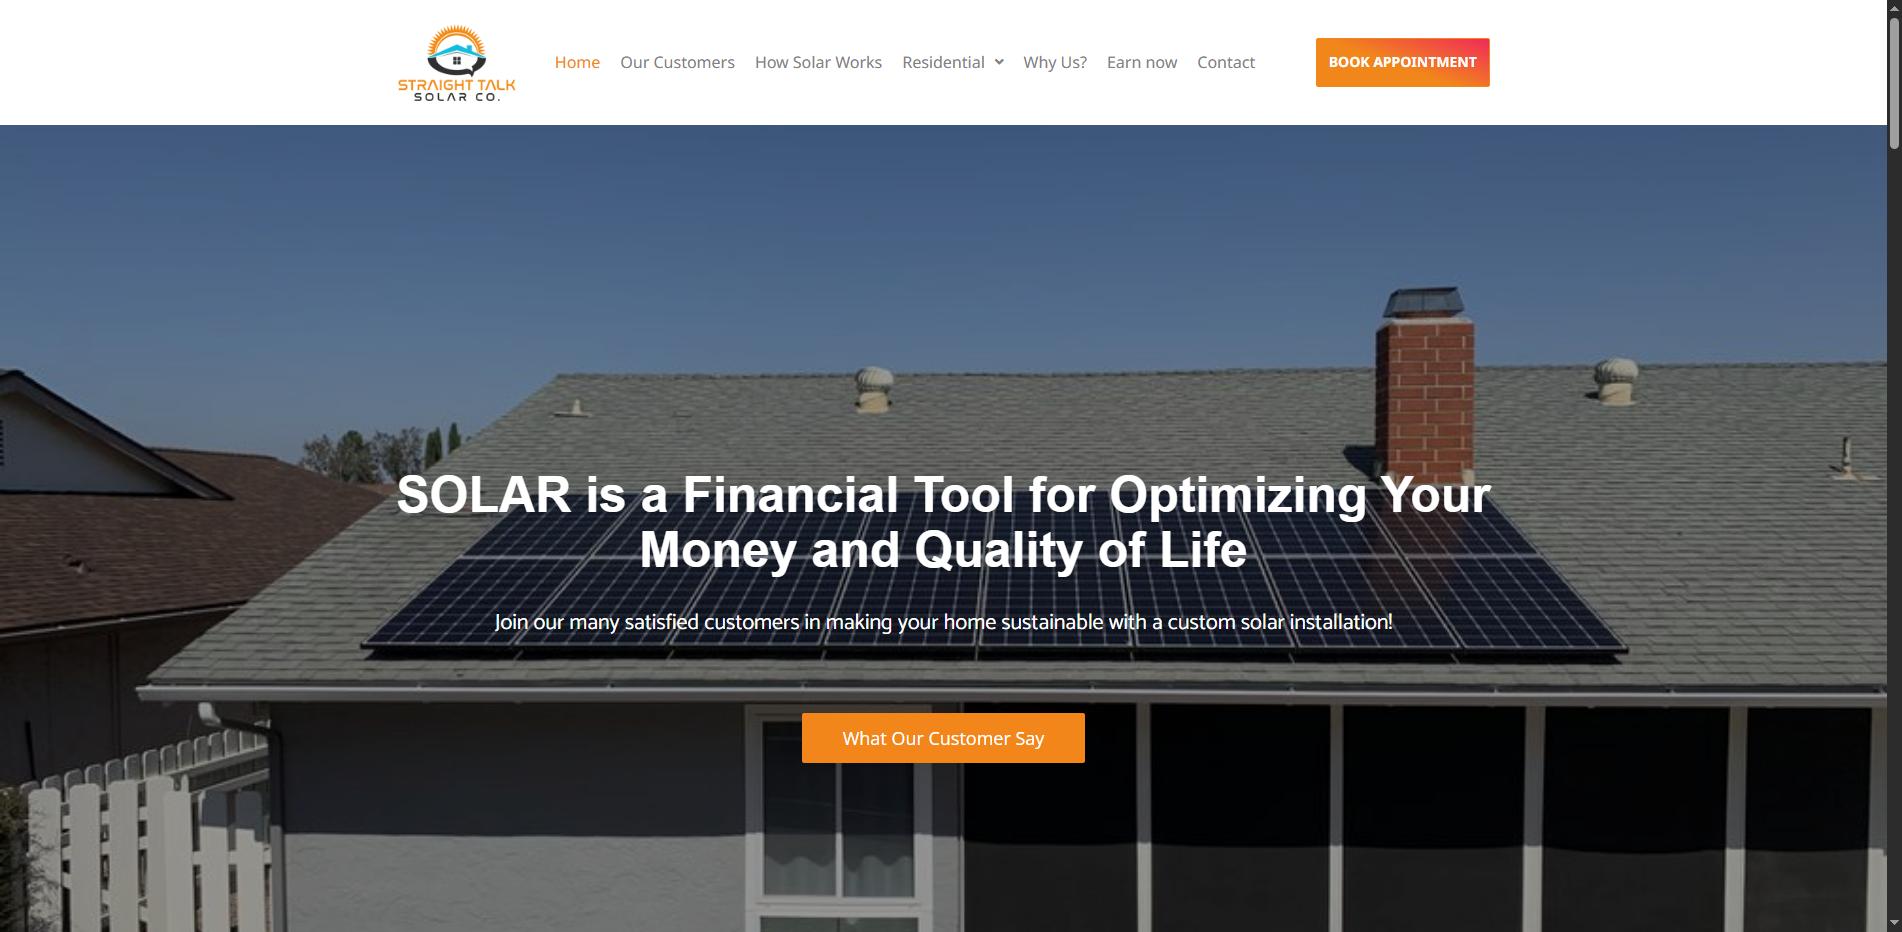 STRAIGHT TALK
SOLAR CO.
Home
Our Customers
How Solar Works
Residential
Why Us?
Earn now
Contact
BOOK APPOINTMENT
SOLAR is a Financial Tool for Optimizing Your
Money and Quality of Life
Join our many satisfied customers in making your home sustainable with a custom solar installation!
What Our Customer Say